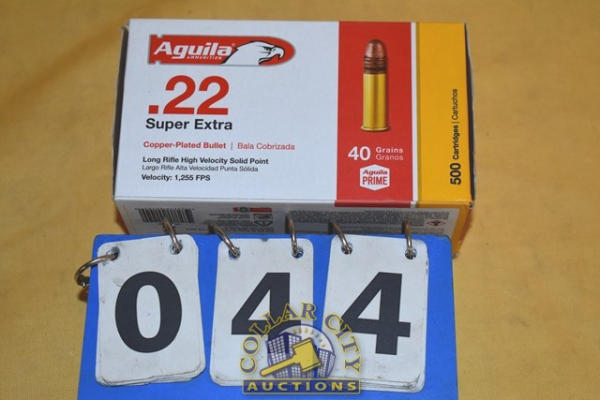 Aguila
AMMUNITION
.22
Super Extra
Copper-Plated Bullet | Bala Cobrizada
Long Rifle High Velocity Solid Point
Largo Rifle Alta Velocidad Punta Sólida
Velocity: 1,255 FPS
40 Grains
Granos
Aguila
PRIME
500 Cartridges | Cartuchos
0 4 4
COLLAR CITY
AUCTIONS